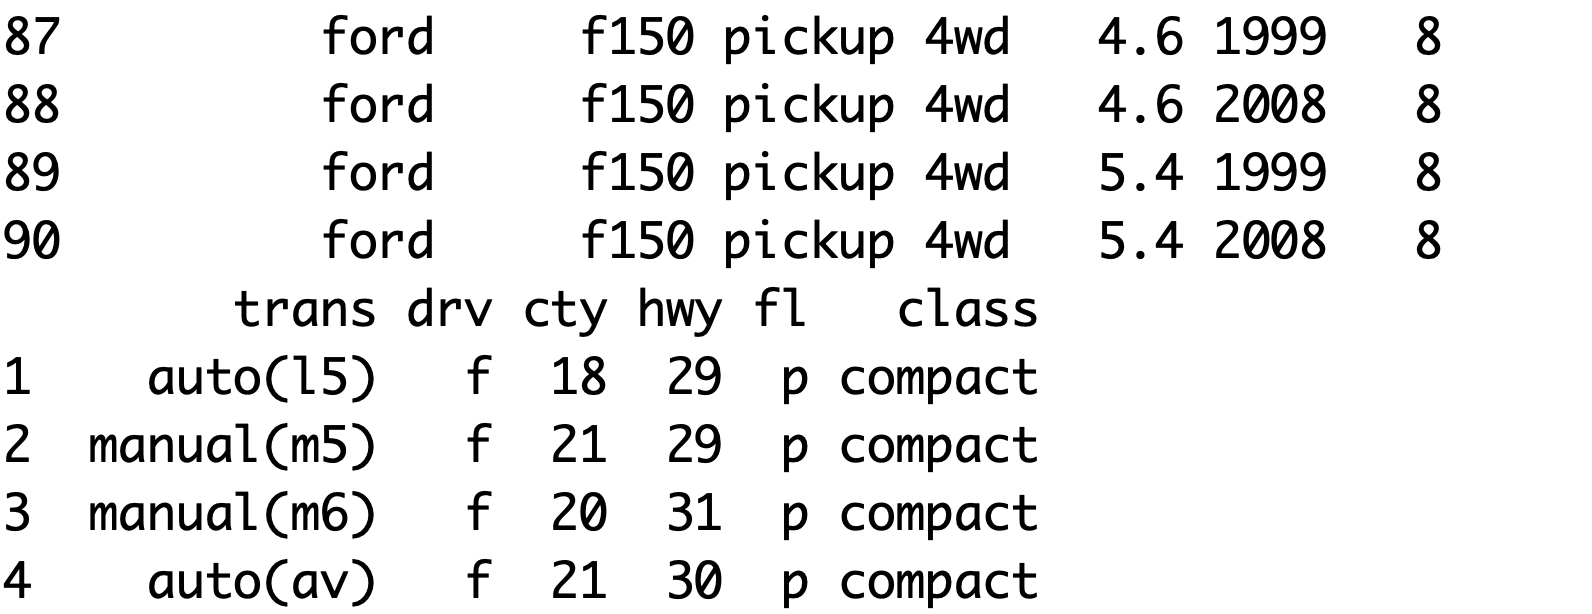 87          ford     f150 pickup 4wd   4.6 1999   8
88          ford     f150 pickup 4wd   4.6 2008   8
89          ford     f150 pickup 4wd   5.4 1999   8
90          ford     f150 pickup 4wd   5.4 2008   8
        trans drv cty hwy fl   class
1    auto(l5)   f  18  29  p compact
2  manual(m5)   f  21  29  p compact
3  manual(m6)   f  20  31  p compact
4    auto(av)   f  21  30  p compact